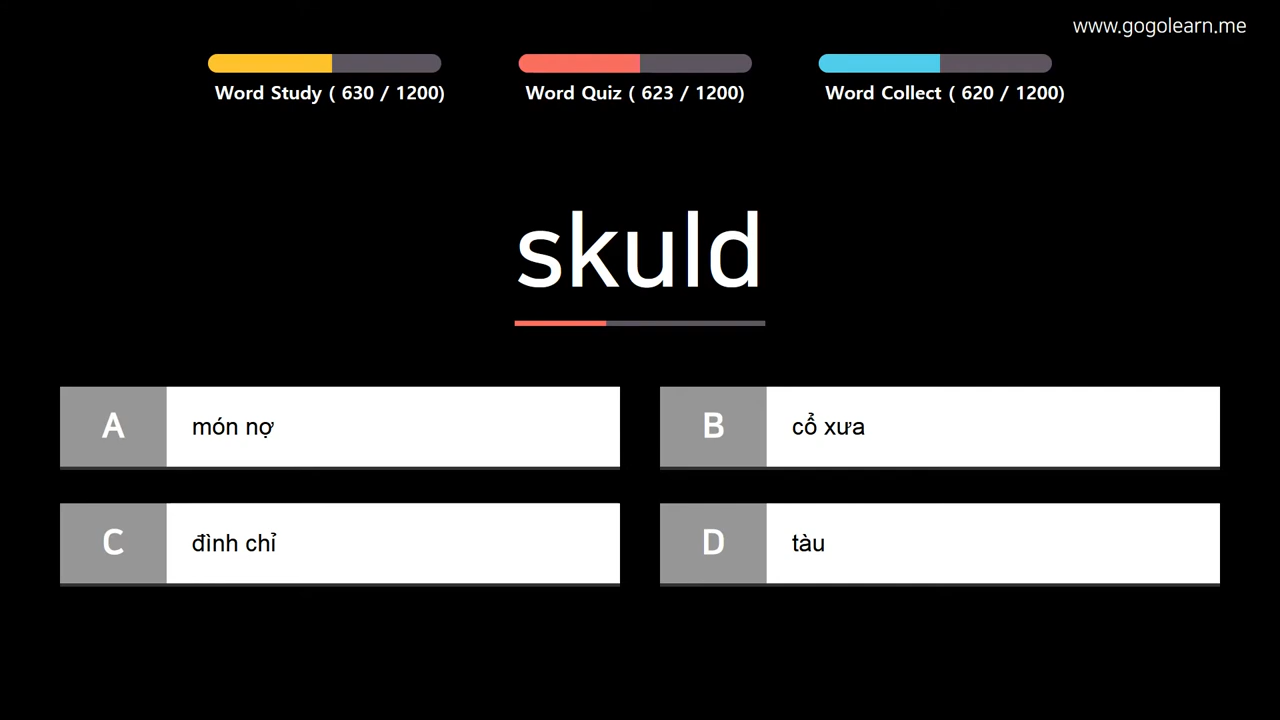 www.gogolearn.me
Word Study ( 630 / 1200)
Word Quiz ( 623 / 1200)
Word Collect ( 620 / 1200)
skuld
A món nợ
B cổ xưa
C đình chỉ
D tàu